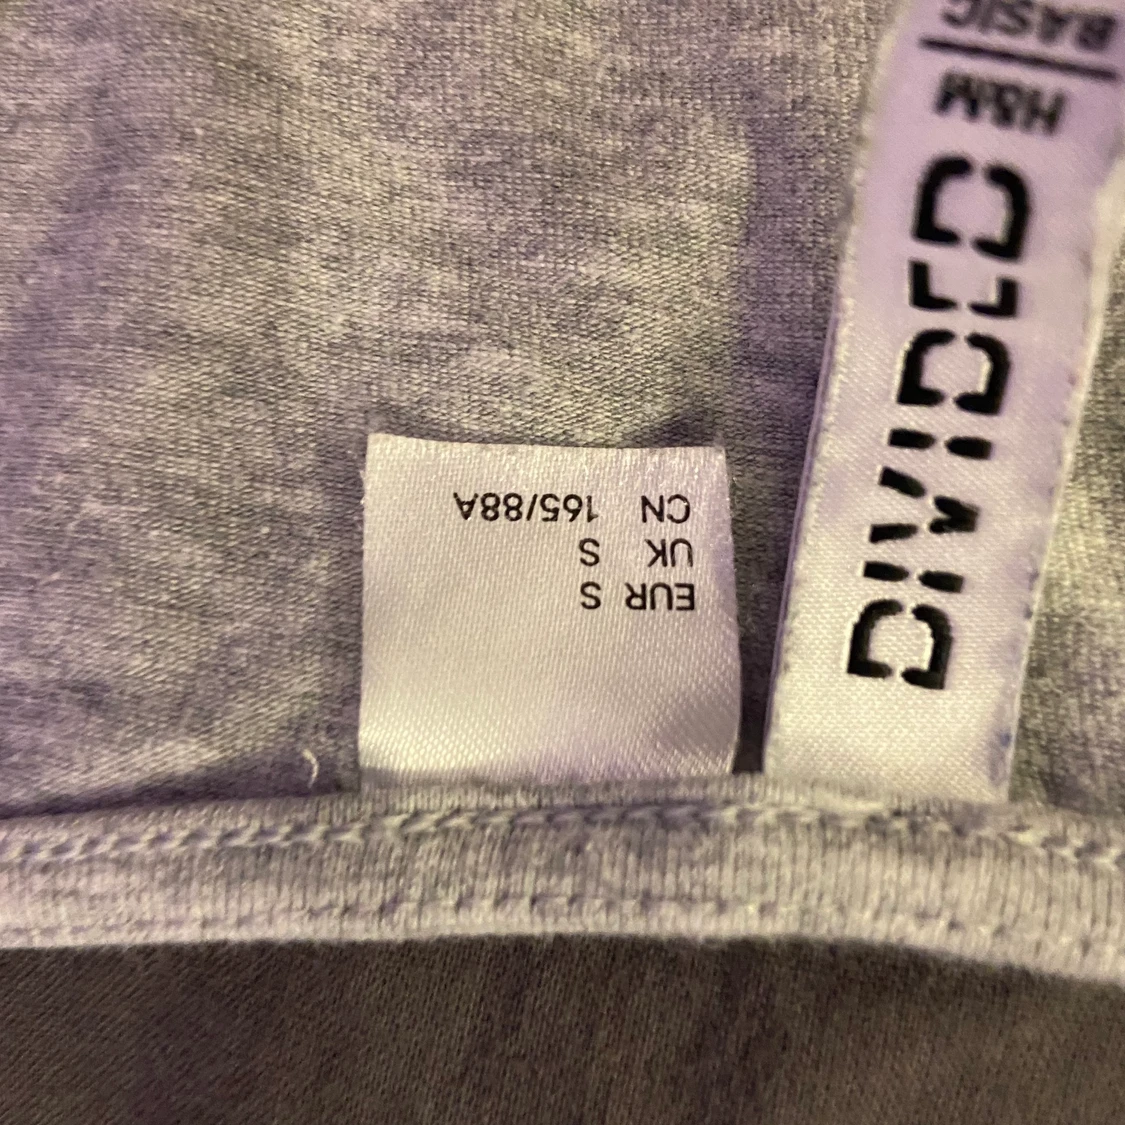 EUR S
UK S
CN 165/88A
DIVIDED
H&M
BASIC